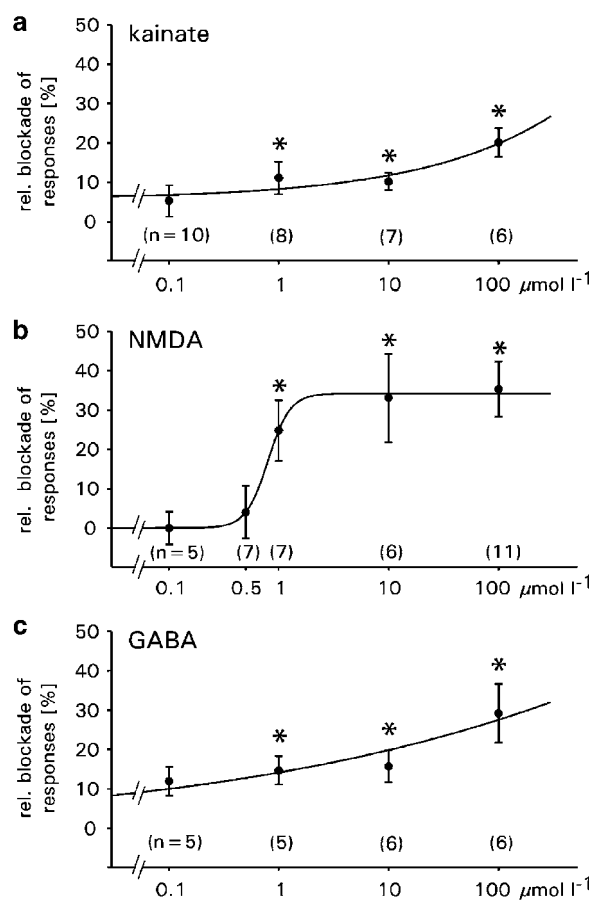 a
kainate
rel. blockade of
responses [%]
50
40
30
20
10
0
*
*
*
(n = 10)
(8)
(7)
(6)
0.1
1
10
100 μmol l⁻¹
b
NMDA
rel. blockade of
responses [%]
50
40
30
20
10
0
*
*
*
(n = 5)
(7)
(7)
(6)
(11)
0.1
0.5
1
10
100 μmol l⁻¹
c
GABA
rel. blockade of
responses [%]
50
40
30
20
10
0
*
*
*
(n = 5)
(5)
(6)
(6)
0.1
1
10
100 μmol l⁻¹